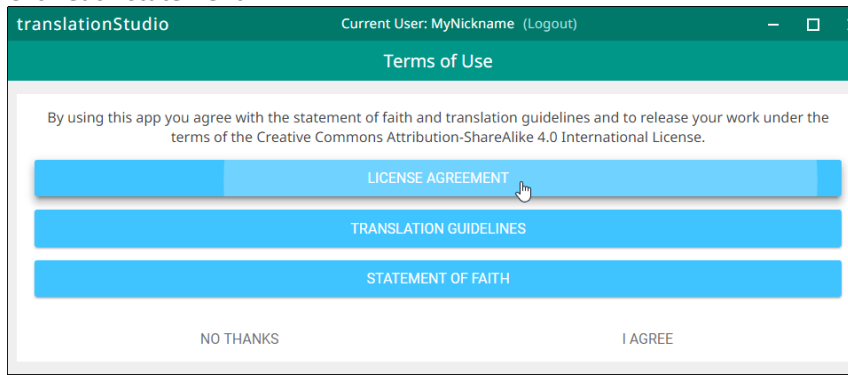 translationStudio Current User: MyNickname (Logout)
Terms of Use
By using this app you agree with the statement of faith and translation guidelines and to release your work under the
terms of the Creative Commons Attribution-ShareAlike 4.0 International License.
LICENSE AGREEMENT
TRANSLATION GUIDELINES
STATEMENT OF FAITH
NO THANKS I AGREE